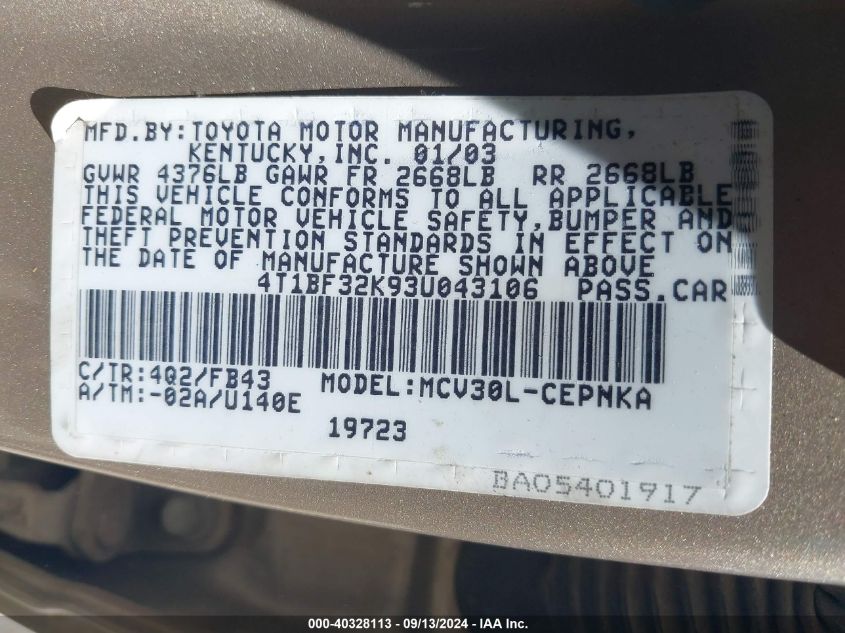 MFD.BY:TOYOTA MOTOR MANUFACTURING,
KENTUCKY,INC. 01/03
GVWR 4376LB GAWR FR 2668LB RR 2668LB
THIS VEHICLE CONFORMS TO ALL APPLICABLE
FEDERAL MOTOR VEHICLE SAFETY,BUMPER AND
THEFT PREVENTION STANDARDS IN EFFECT ON
THE DATE OF MANUFACTURE SHOWN ABOVE
4T1BF32K93U043106 PASS.CAR
C/TR:4Q2/FB43 MODEL:MCV30L-CEPNKA
A/TM:-02A/U140E
19723
BA05401917
000-40328113 - 09/13/2024 - IAA Inc.